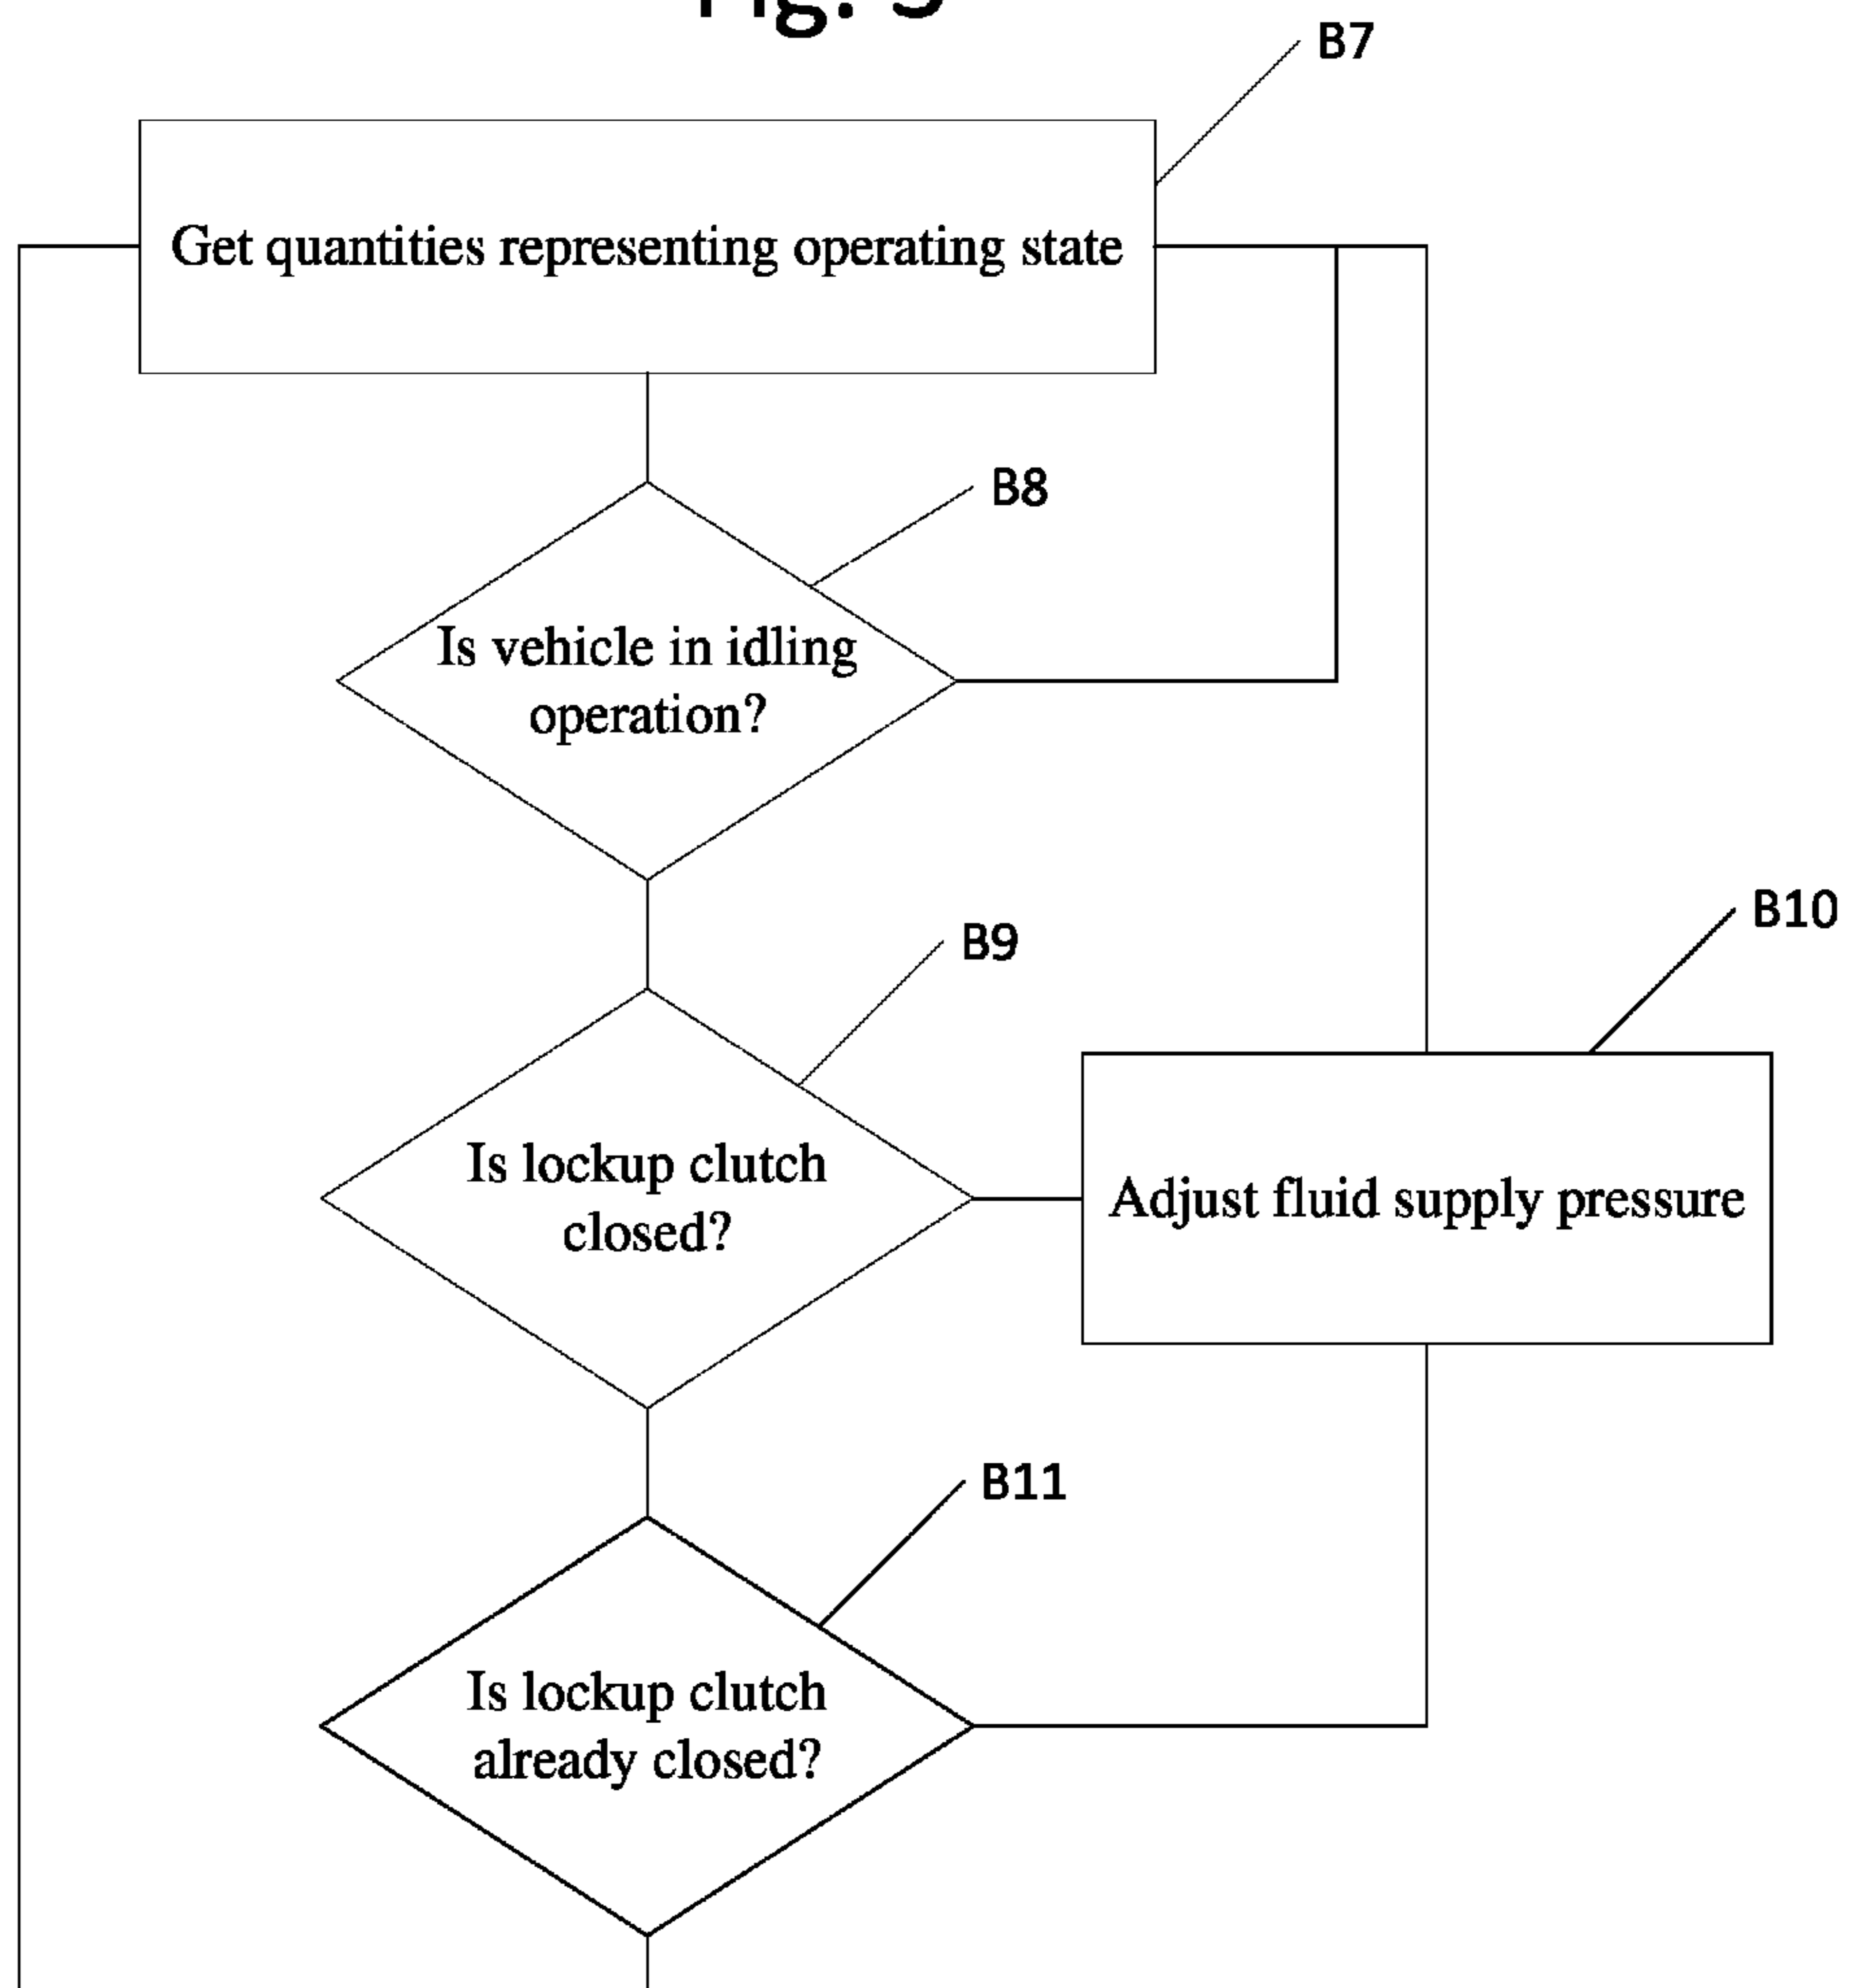 B7
Get quantities representing operating state
B8
Is vehicle in idling
operation?
B9
Is lockup clutch
closed?
B10
Adjust fluid supply pressure
B11
Is lockup clutch
already closed?